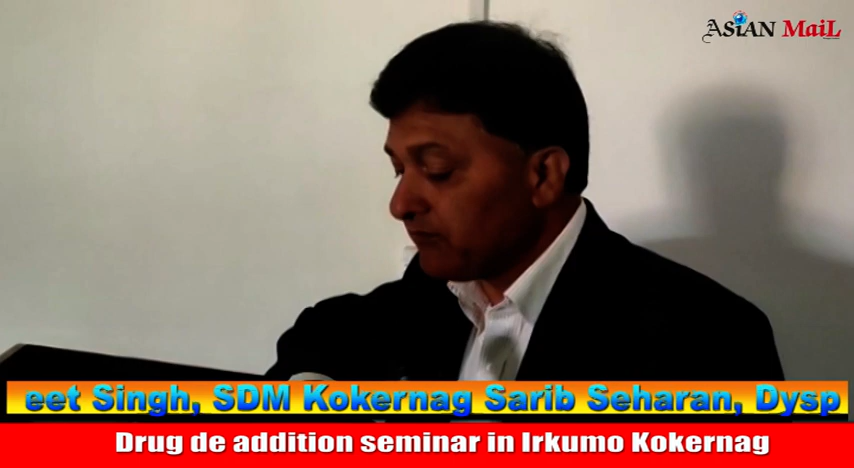 ASiAN MaiL
eet Singh, SDM Kokernag Sarib Seharan, Dysp
Drug de addition seminar in Irkumo Kokernag